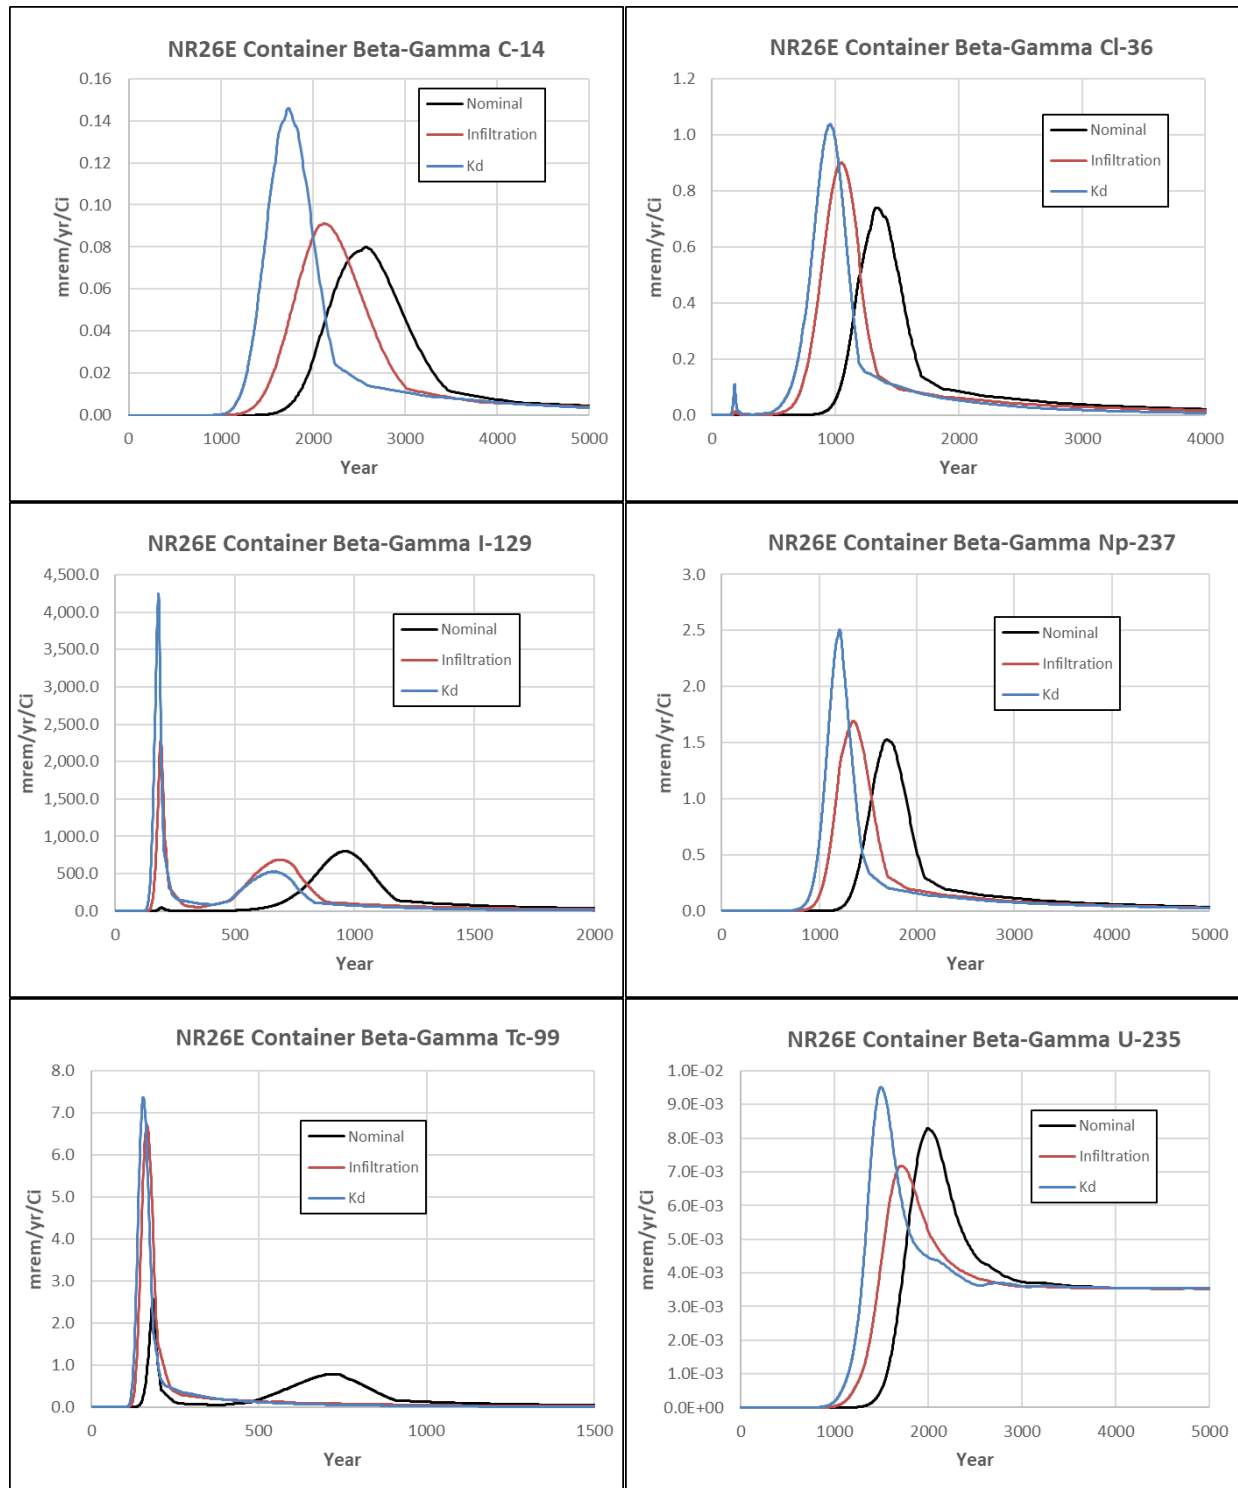 NR26E Container Beta-Gamma C-14
0.16
0.14
0.12
0.10
0.08
0.06
0.04
0.02
0.00
mrem/yr/Ci
Nominal
Infiltration
Kd
0 1000 2000 3000 4000 5000
Year
NR26E Container Beta-Gamma Cl-36
1.2
1.0
0.8
0.6
0.4
0.2
0.0
mrem/yr/Ci
Nominal
Infiltration
Kd
0 1000 2000 3000 4000
Year
NR26E Container Beta-Gamma I-129
4,500.0
4,000.0
3,500.0
3,000.0
2,500.0
2,000.0
1,500.0
1,000.0
500.0
0.0
mrem/yr/Ci
Nominal
Infiltration
Kd
0 500 1000 1500 2000
Year
NR26E Container Beta-Gamma Np-237
3.0
2.5
2.0
1.5
1.0
0.5
0.0
mrem/yr/Ci
Nominal
Infiltration
Kd
0 1000 2000 3000 4000 5000
Year
NR26E Container Beta-Gamma Tc-99
8.0
7.0
6.0
5.0
4.0
3.0
2.0
1.0
0.0
mrem/yr/Ci
Nominal
Infiltration
Kd
0 500 1000 1500
Year
NR26E Container Beta-Gamma U-235
1.0E-02
9.0E-03
8.0E-03
7.0E-03
6.0E-03
5.0E-03
4.0E-03
3.0E-03
2.0E-03
1.0E-03
0.0E+00
mrem/yr/Ci
Nominal
Infiltration
Kd
0 1000 2000 3000 4000 5000
Year